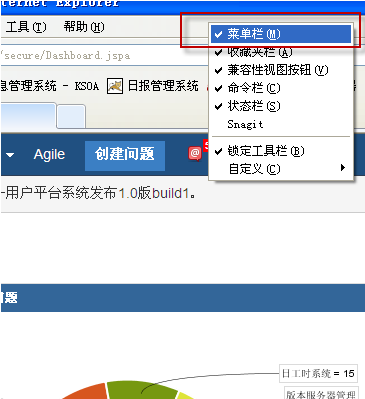 ternet Explorer
工具(T) 帮助(H)
/secure/Dashboard.jspa
息管理系统 - KSOA 日报管理系统
菜单栏(M)
收藏夹栏(A)
兼容性视图按钮(V)
命令栏(C)
状态栏(S)
Snagit
锁定工具栏(B)
自定义(C)
Agile 创建问题
-用户平台系统发布1.0版build1。
问题
日工时系统 = 15
版本服务器管理